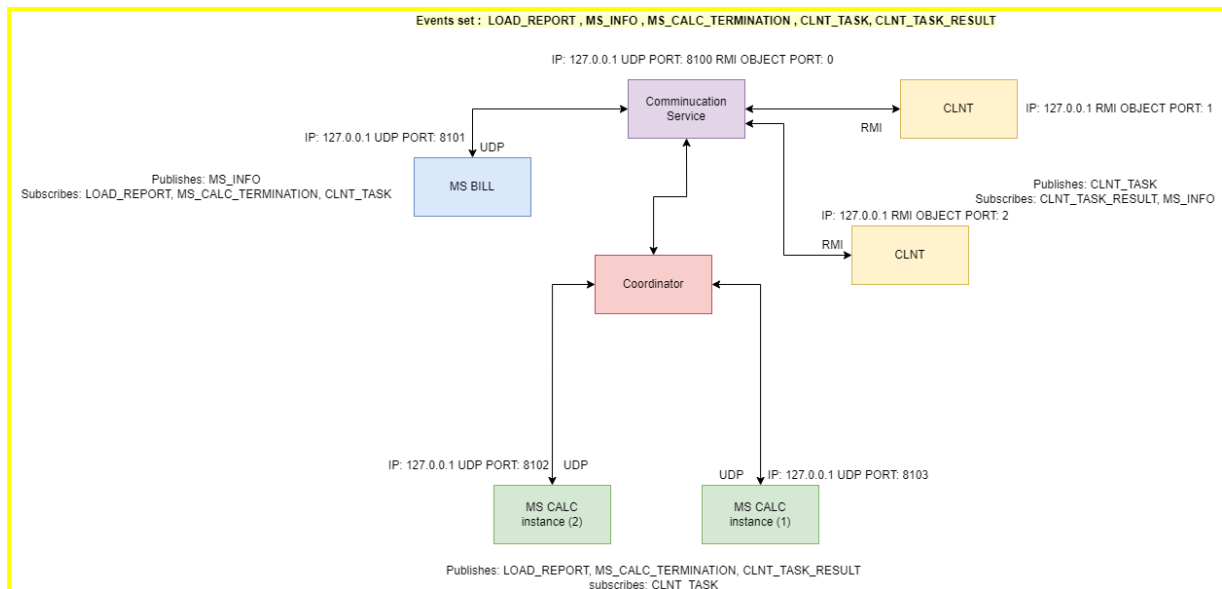 Events set : LOAD_REPORT , MS_INFO , MS_CALC_TERMINATION , CLNT_TASK, CLNT_TASK_RESULT
IP: 127.0.0.1 UDP PORT: 8100 RMI OBJECT PORT: 0
Comminucation
Service
CLNT
IP: 127.0.0.1 RMI OBJECT PORT: 1
RMI
IP: 127.0.0.1 UDP PORT: 8101
UDP
MS BILL
Publishes: MS_INFO
Subscribes: LOAD_REPORT, MS_CALC_TERMINATION, CLNT_TASK
Publishes: CLNT_TASK
Subscribes: CLNT_TASK_RESULT, MS_INFO
IP: 127.0.0.1 RMI OBJECT PORT: 2
RMI
CLNT
Coordinator
IP: 127.0.0.1 UDP PORT: 8102
UDP
UDP
IP: 127.0.0.1 UDP PORT: 8103
MS CALC
instance (2)
MS CALC
instance (1)
Publishes: LOAD_REPORT, MS_CALC_TERMINATION, CLNT_TASK_RESULT
subscribes: CLNT_TASK